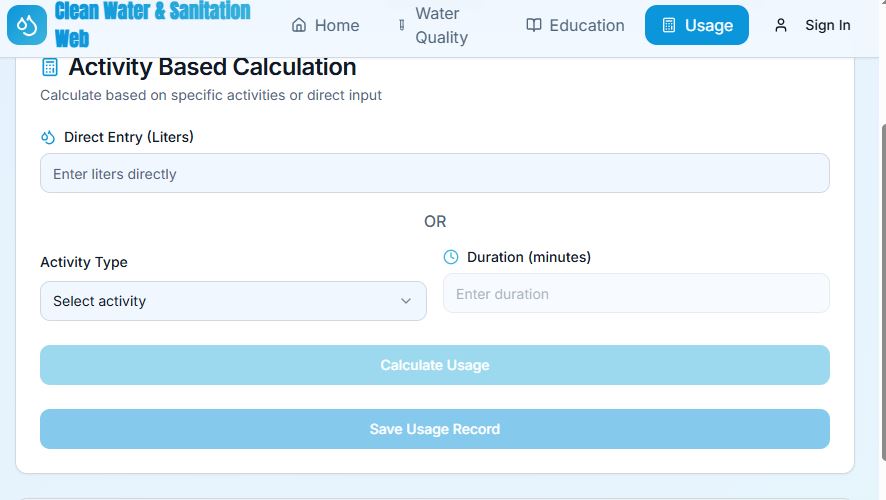 Clean Water & Sanitation
Web
Home
Water
Quality
Education
Usage
Sign In
Activity Based Calculation
Calculate based on specific activities or direct input
Direct Entry (Liters)
Enter liters directly
OR
Activity Type
Duration (minutes)
Select activity
Enter duration
Calculate Usage
Save Usage Record